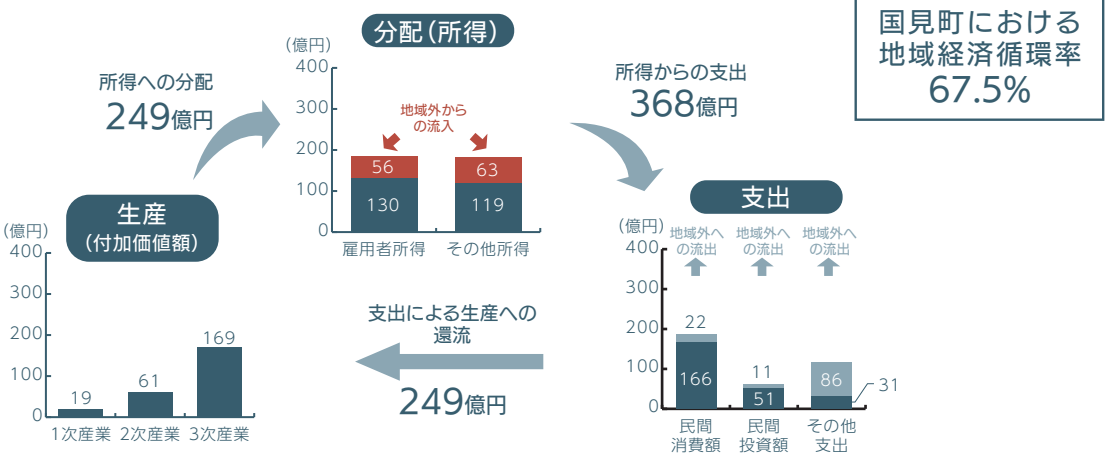 国見町における
地域経済循環率
67.5%
分配（所得）
（億円）
400
300
200
100
0
地域外から
の流入
56
130
63
119
雇用者所得
その他所得
所得への分配
249億円
所得からの支出
368億円
生産
（付加価値額）
（億円）
400
300
200
100
0
19
61
169
1次産業
2次産業
3次産業
支出による生産への
還流
249億円
支出
（億円）
400
300
200
100
0
地域外へ
の流出
地域外へ
の流出
地域外へ
の流出
22
166
11
51
86
31
民間
消費額
民間
投資額
その他
支出